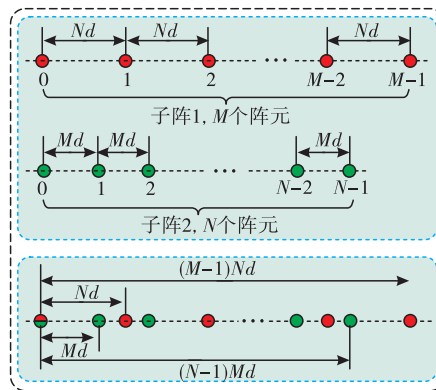 Nd Nd Nd
0 1 2 ··· M-2 M-1
子阵1, M个阵元
Md Md Md
0 1 2 ··· N-2 N-1
子阵2, N个阵元
(M-1)Nd
Nd
···
Md
(N-1)Md